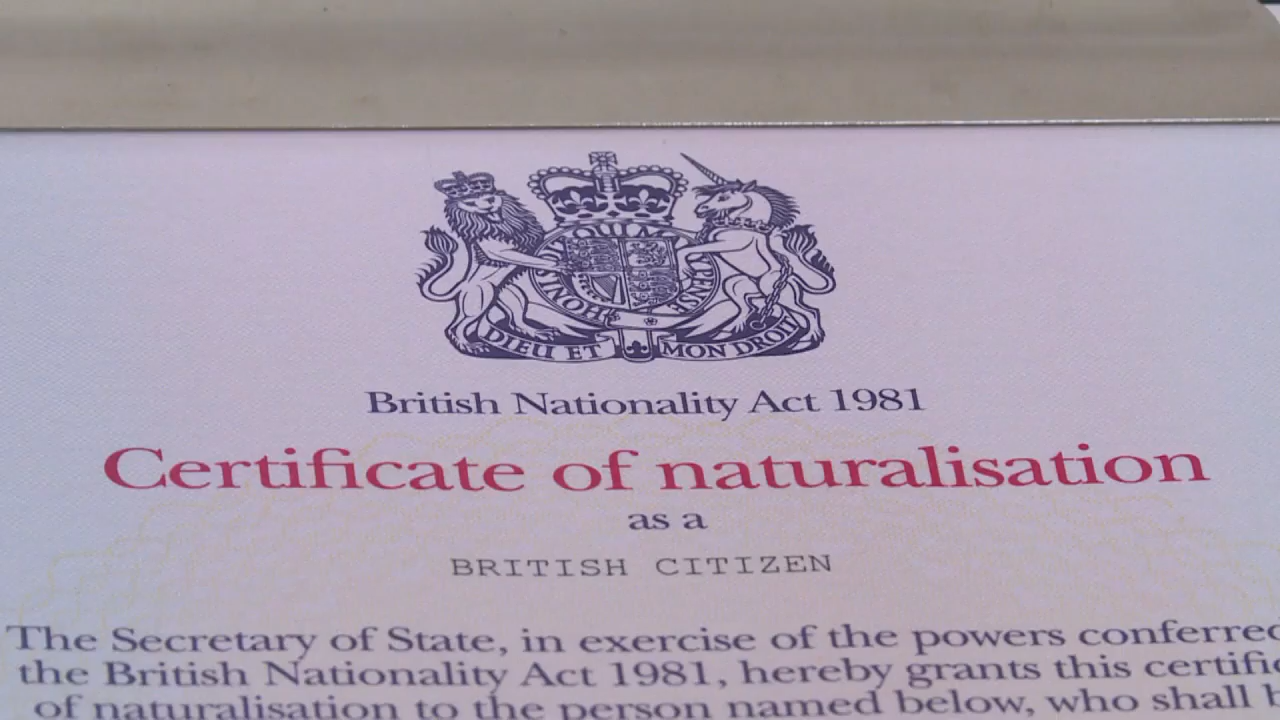 HONI SOIT QUI MAL Y PENSE
DIEU ET MON DROIT
British Nationality Act 1981
Certificate of naturalisation
as a
BRITISH CITIZEN
The Secretary of State, in exercise of the powers conferred
the British Nationality Act 1981, hereby grants this certific
of naturalisation to the person named below, who shall b